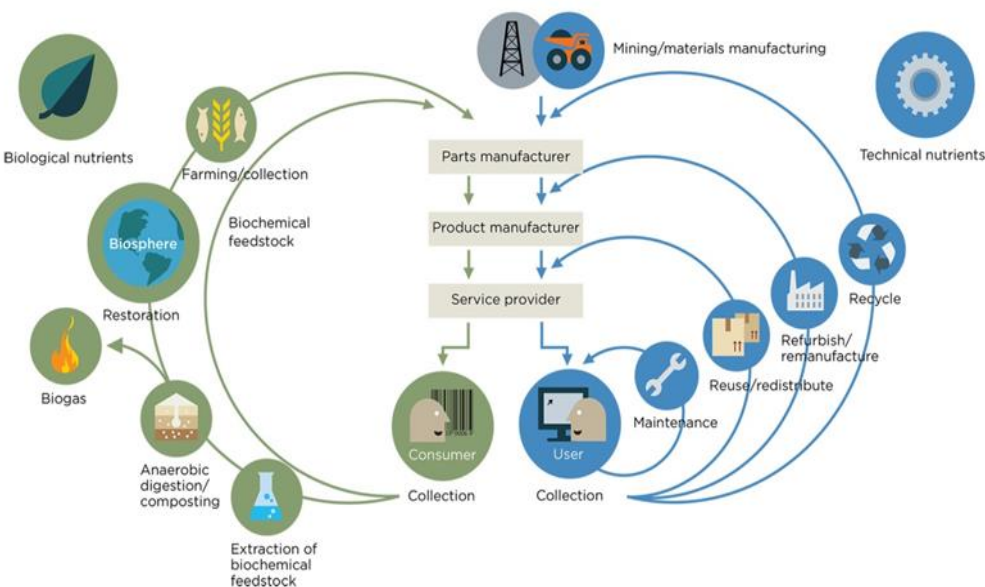 Mining/materials manufacturing
Biological nutrients
Technical nutrients
Farming/collection
Parts manufacturer
Biochemical
feedstock
Product manufacturer
Biosphere
Restoration
Service provider
Recycle
Refurbish/
remanufacture
Reuse/redistribute
Biogas
Maintenance
Consumer
User
Anaerobic
digestion/
composting
Collection
Collection
Extraction of
biochemical
feedstock